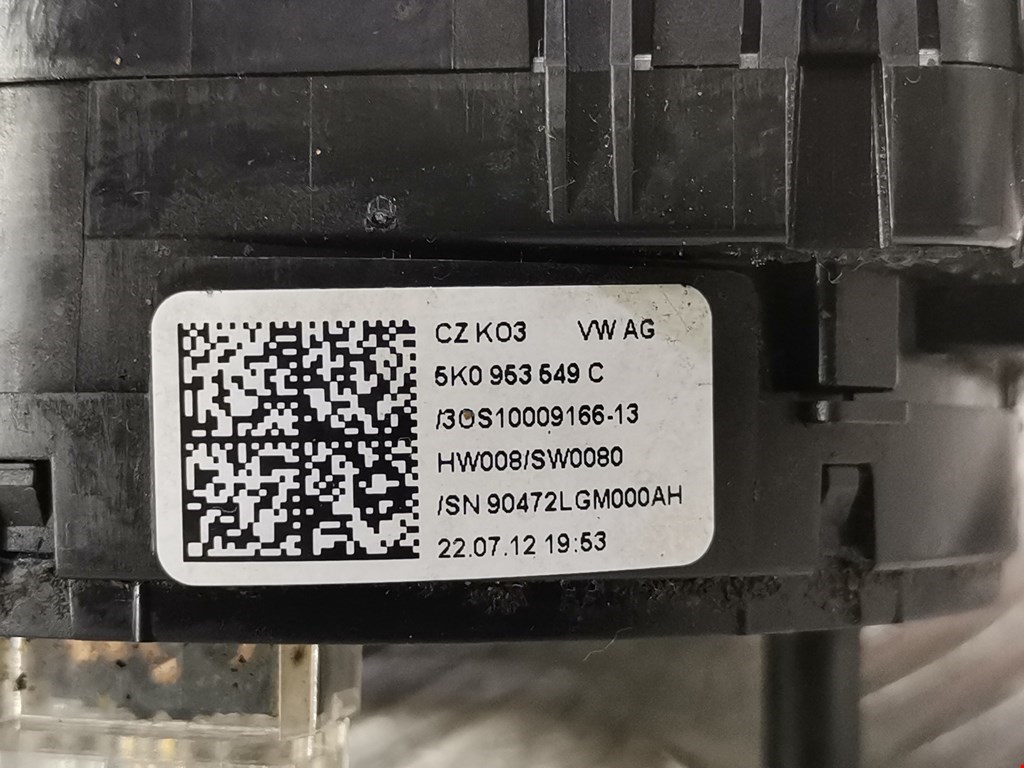 CZ KO3 VW AG
5K0 953 549 C
/3OS10009166-13
HW008/SW0080
/SN 90472LGM000AH
22.07.12 19:53